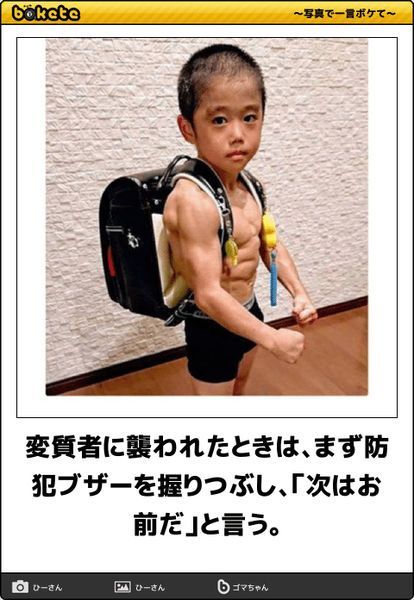 bokete
～写真で一言ボケて～
変質者に襲われたときは、まず防
犯ブザーを握りつぶし、「次はお
前だ」と言う。
ひーさん
ひーさん
ゴマちゃん